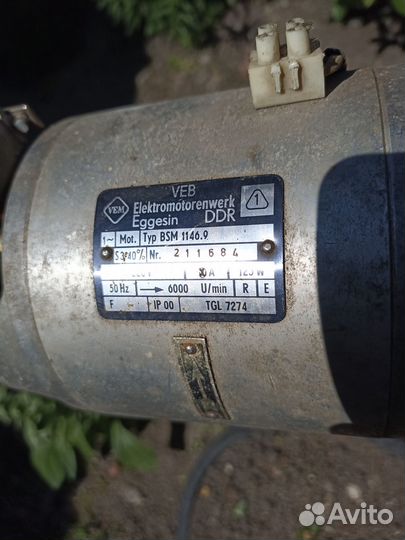 VEB
VEM Elektromotorenwerk
Eggesin DDR
1
1~ Mot. Typ BSM 1146.9
Nr. 211684
A W
50 Hz 6000 U/min R E
F IP 00 TGL 7274
Avito